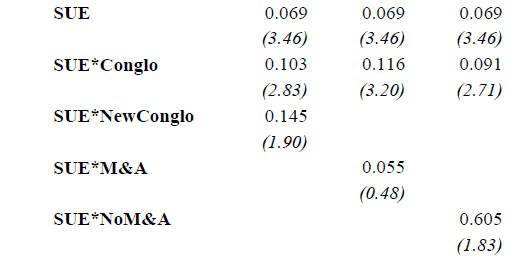 SUE 0.069 0.069 0.069
(3.46) (3.46) (3.46)
SUE*Conglo 0.103 0.116 0.091
(2.83) (3.20) (2.71)
SUE*NewConglo 0.145
(1.90)
SUE*M&A 0.055
(0.48)
SUE*NoM&A 0.605
(1.83)